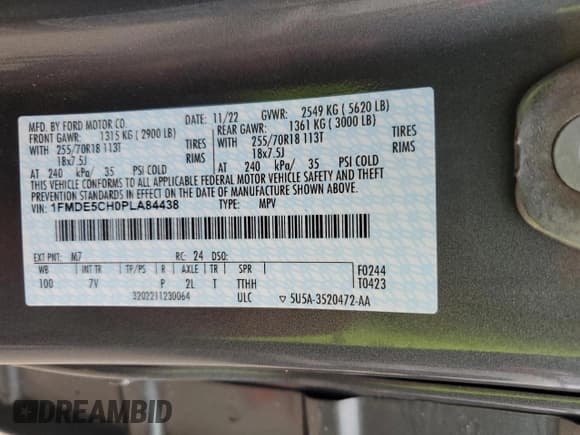 MFD. BY FORD MOTOR CO.
DATE: 11/22 GVWR: 2549 KG ( 5620 LB)
FRONT GAWR: 1315 KG ( 2900 LB) REAR GAWR: 1361 KG ( 3000 LB)
WITH 255/70R18 113T TIRES WITH 255/70R18 113T TIRES
18x7.5J RIMS 18x7.5J RIMS
AT 240 kPa/ 35 PSI COLD AT 240 kPa/ 35 PSI COLD
THIS VEHICLE CONFORMS TO ALL APPLICABLE FEDERAL MOTOR VEHICLE SAFETY AND THEFT
PREVENTION STANDARDS IN EFFECT ON THE DATE OF MANUFACTURE SHOWN ABOVE.
VIN: 1FMDE5CH0PLA84438 TYPE: MPV
EXT PNT: M7 RC: 24 DSO:
WB INT TR TP/PS R AXLE TR SPR F0244
100 7V P 2L T TTHH T0423
3202211230064 ULC ▽ 5U5A-3520472-AA
DREAMBID